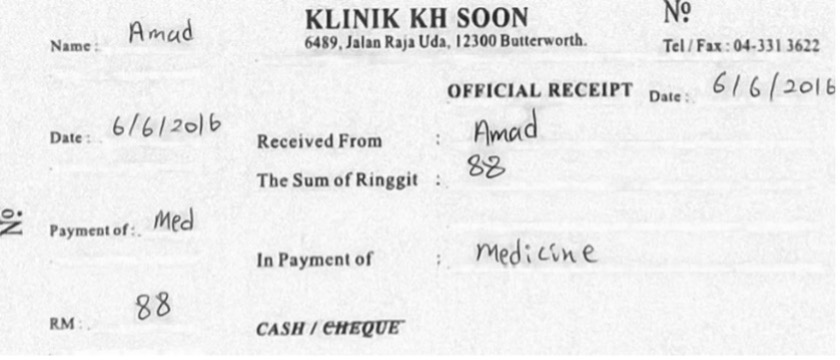 KLINIK KH SOON
6489, Jalan Raja Uda, 12300 Butterworth.
Nº
Tel / Fax : 04-331 3622
Name : Amad
OFFICIAL RECEIPT Date : 6/6/2016
Date : 6/6/2016
Received From : Amad
The Sum of Ringgit : 88
Nº
Payment of : Med
In Payment of : Medicine
RM : 88
CASH / CHEQUE